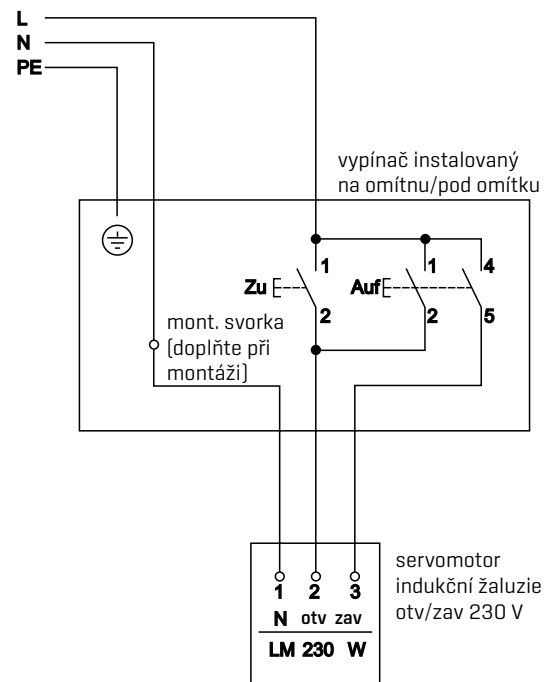 L
N
PE
vypínač instalovaný
na omítnu/pod omítku
1
1
4
Zu
Auf
2
2
5
mont. svorka
(doplňte při
montáži)
servomotor
indukční žaluzie
otv/zav 230 V
1 2 3
N otv zav
LM 230 W